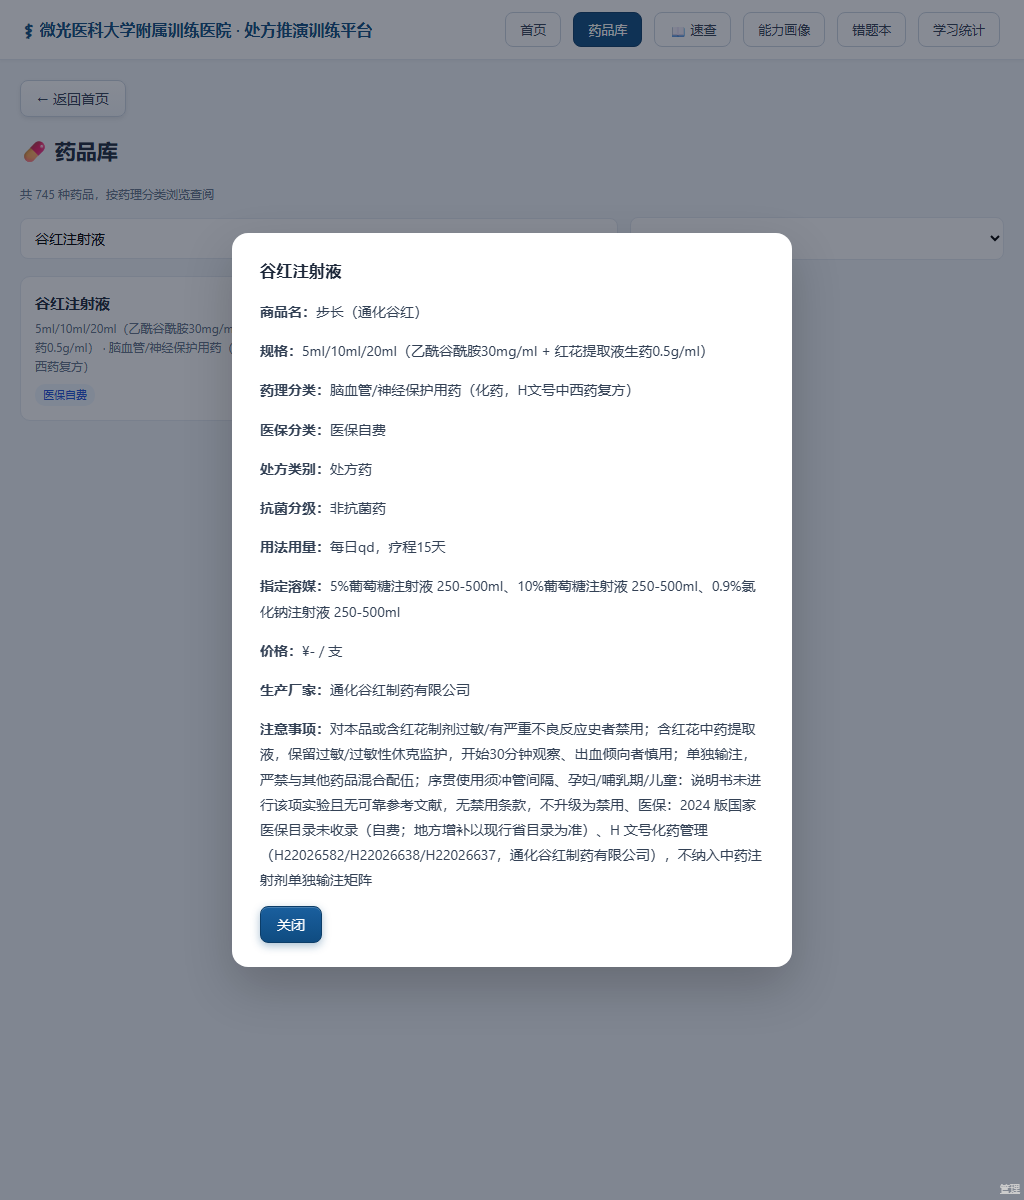 微光医科大学附属训练医院 · 处方推演训练平台
首页
药品库
速查
能力画像
错题本
学习统计
← 返回首页
药品库
共 745 种药品，按药理分类浏览查阅
谷红注射液
谷红注射液
5ml/10ml/20ml（乙酰谷酰胺30mg/m
药0.5g/ml） · 脑血管/神经保护用药（
西药复方）
医保自费
谷红注射液
商品名：步长（通化谷红）
规格：5ml/10ml/20ml（乙酰谷酰胺30mg/ml + 红花提取液生药0.5g/ml）
药理分类：脑血管/神经保护用药（化药，H文号中西药复方）
医保分类：医保自费
处方类别：处方药
抗菌分级：非抗菌药
用法用量：每日qd，疗程15天
指定溶媒：5%葡萄糖注射液 250-500ml、10%葡萄糖注射液 250-500ml、0.9%氯
化钠注射液 250-500ml
价格：¥- / 支
生产厂家：通化谷红制药有限公司
注意事项：对本品或含红花制剂过敏/有严重不良反应史者禁用；含红花中药提取
液，保留过敏/过敏性休克监护，开始30分钟观察、出血倾向者慎用；单独输注，
严禁与其他药品混合配伍；序贯使用须冲管间隔、孕妇/哺乳期/儿童：说明书未进
行该项实验且无可靠参考文献，无禁用条款，不升级为禁用、医保：2024 版国家
医保目录未收录（自费；地方增补以现行省目录为准）、H 文号化药管理
（H22026582/H22026638/H22026637，通化谷红制药有限公司），不纳入中药注
射剂单独输注矩阵
关闭
管理